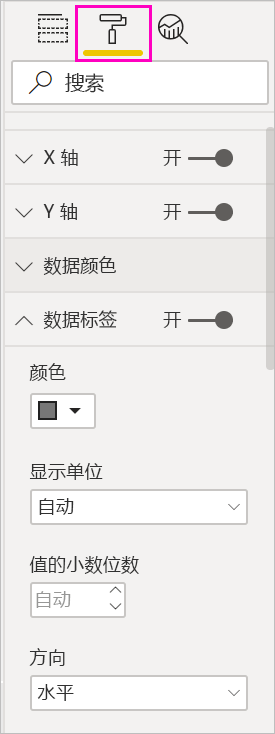 搜索
X 轴 开
Y 轴 开
数据颜色
数据标签 开
颜色
显示单位
自动
值的小数位数
自动
方向
水平